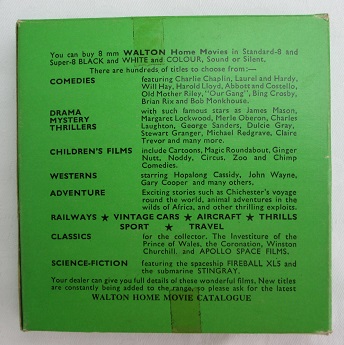 You can buy 8 mm WALTON Home Movies in Standard-8 and
Super-8 BLACK and WHITE and COLOUR, Sound or Silent.
There are hundreds of titles to choose from:—
COMEDIES featuring Charlie Chaplin, Laurel and Hardy,
Will Hay, Harold Lloyd, Abbott and Costello,
Old Mother Riley, "Our Gang", Bing Crosby,
Brian Rix and Bob Monkhouse.
DRAMA with such famous stars as James Mason,
MYSTERY Margaret Lockwood, Merle Oberon, Charles
THRILLERS Laughton, George Sanders, Dulcie Gray,
Stewart Granger, Michael Redgrave, Claire
Trevor and many more.
CHILDREN'S FILMS include Cartoons, Magic Roundabout, Ginger
Nutt, Noddy, Circus, Zoo and Chimp
Comedies.
WESTERNS starring Hopalong Cassidy, John Wayne,
Gary Cooper and many others.
ADVENTURE Exciting stories such as Chichester's voyage
round the world, animal adventures in the
wilds of Africa, and other thrilling exploits.
RAILWAYS ★ VINTAGE CARS ★ AIRCRAFT ★ THRILLS
SPORT ★ TRAVEL
CLASSICS for the collector. The Investiture of the
Prince of Wales, the Coronation, Winston
Churchill, and APOLLO SPACE FILMS.
SCIENCE-FICTION featuring the spaceship FIREBALL XL5 and
the submarine STINGRAY.
Your dealer can give you full details of these wonderful films, New titles
are constantly being added to the range, so please ask for the latest
WALTON HOME MOVIE CATALOGUE